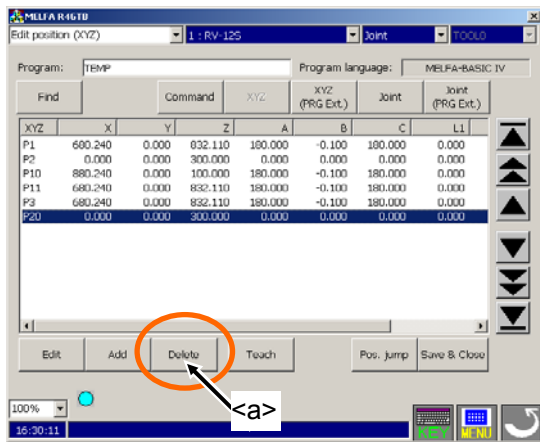 MELFA R46TB
Edit position (XYZ) 1 : RV-12S Joint TOOL0
Program: TEMP Program language: MELFA-BASIC IV
Find Command XYZ XYZ (PRG Ext.) Joint Joint (PRG Ext.)
XYZ X Y Z A B C L1
P1 680.240 0.000 832.110 180.000 -0.100 180.000 0.000
P2 0.000 0.000 300.000 0.000 0.000 0.000 0.000
P10 880.240 0.000 100.000 180.000 -0.100 180.000 0.000
P11 680.240 0.000 832.110 180.000 -0.100 180.000 0.000
P3 680.240 0.000 832.110 180.000 -0.100 180.000 0.000
P20 0.000 0.000 300.000 0.000 0.000 0.000 0.000
Edit Add Delete Teach Pos. jump Save & Close
<a>
100%
16:30:11 KEY MENU